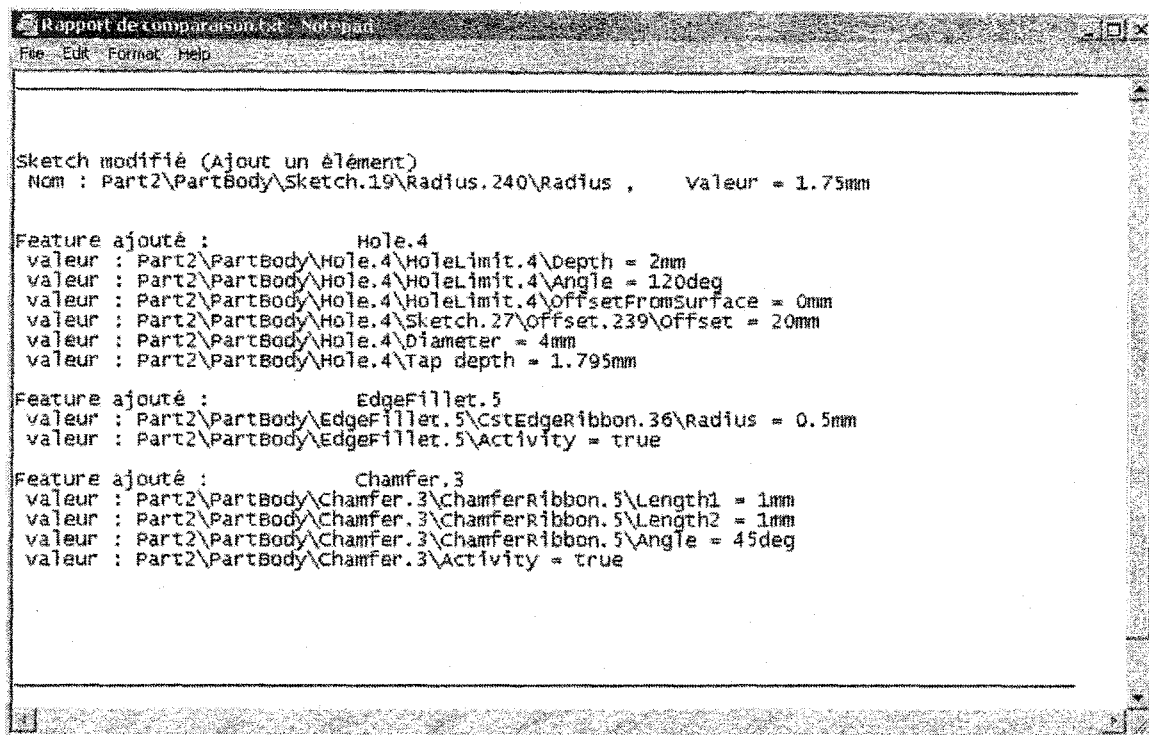 Rapport de comparaison.txt - Notepad
File Edit Format Help
Sketch modifié (Ajout un élément)
Nom : Part2\PartBody\Sketch.19\Radius.240\Radius , Valeur = 1.75mm
Feature ajouté : Hole.4
valeur : Part2\PartBody\Hole.4\HoleLimit.4\Depth = 2mm
valeur : Part2\PartBody\Hole.4\HoleLimit.4\Angle = 120deg
valeur : Part2\PartBody\Hole.4\HoleLimit.4\OffsetFromSurface = 0mm
valeur : Part2\PartBody\Hole.4\Sketch.27\Offset.239\Offset = 20mm
valeur : Part2\PartBody\Hole.4\Diameter = 4mm
valeur : Part2\PartBody\Hole.4\Tap depth = 1.795mm
Feature ajouté : EdgeFillet.5
valeur : Part2\PartBody\EdgeFillet.5\CstEdgeRibbon.36\Radius = 0.5mm
valeur : Part2\PartBody\EdgeFillet.5\Activity = true
Feature ajouté : Chamfer.3
valeur : Part2\PartBody\Chamfer.3\ChamferRibbon.5\Length1 = 1mm
valeur : Part2\PartBody\Chamfer.3\ChamferRibbon.5\Length2 = 1mm
valeur : Part2\PartBody\Chamfer.3\ChamferRibbon.5\Angle = 45deg
valeur : Part2\PartBody\Chamfer.3\Activity = true